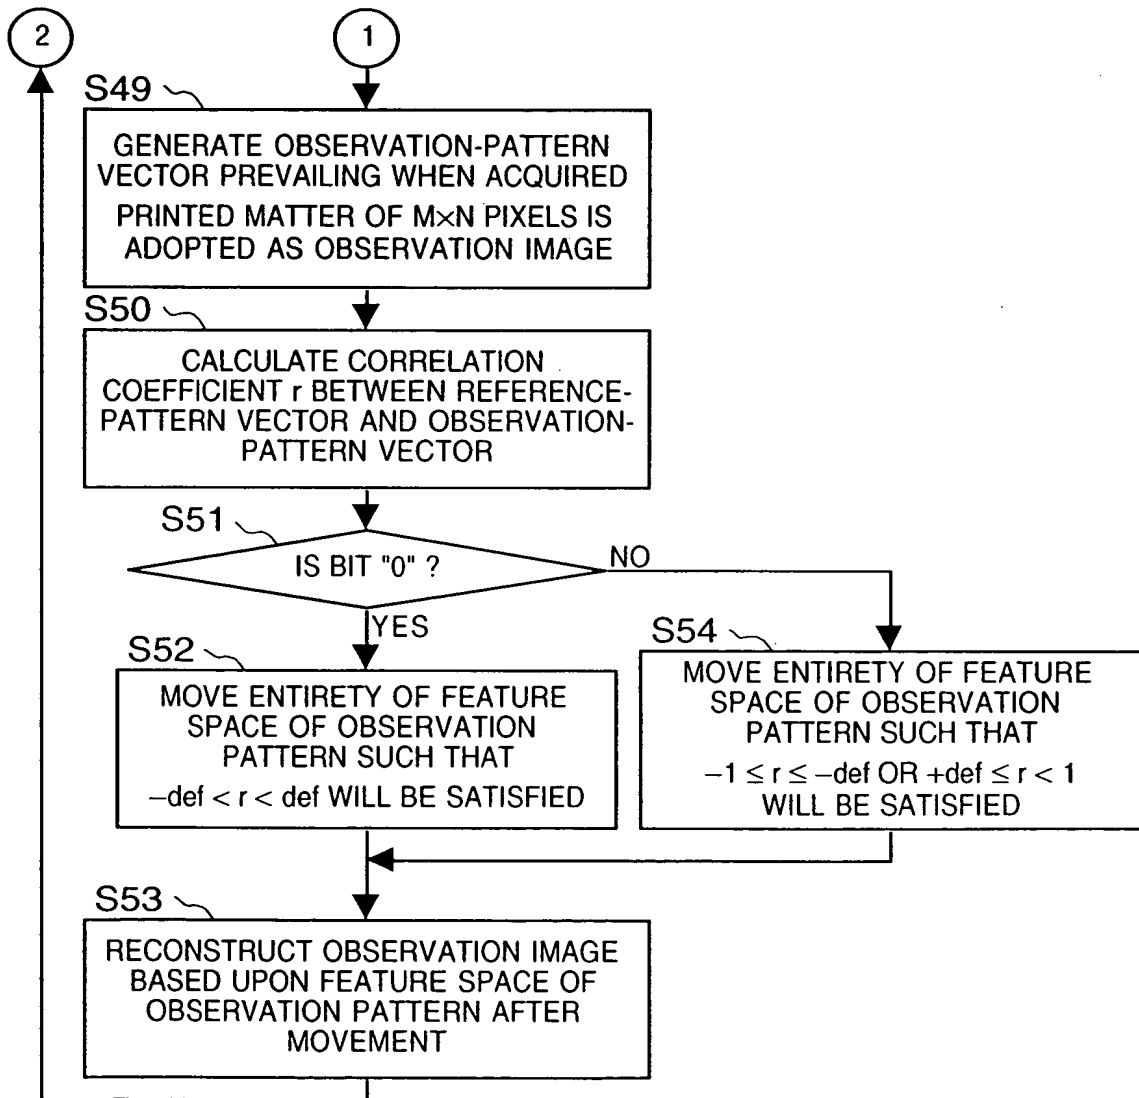 2
1
S49
GENERATE OBSERVATION-PATTERN
VECTOR PREVAILING WHEN ACQUIRED
PRINTED MATTER OF M×N PIXELS IS
ADOPTED AS OBSERVATION IMAGE
S50
CALCULATE CORRELATION
COEFFICIENT r BETWEEN REFERENCE-
PATTERN VECTOR AND OBSERVATION-
PATTERN VECTOR
S51
IS BIT "0" ?
NO
YES
S52
MOVE ENTIRETY OF FEATURE
SPACE OF OBSERVATION
PATTERN SUCH THAT
−def < r < def WILL BE SATISFIED
S54
MOVE ENTIRETY OF FEATURE
SPACE OF OBSERVATION
PATTERN SUCH THAT
−1 ≤ r ≤ −def OR +def ≤ r < 1
WILL BE SATISFIED
S53
RECONSTRUCT OBSERVATION IMAGE
BASED UPON FEATURE SPACE OF
OBSERVATION PATTERN AFTER
MOVEMENT